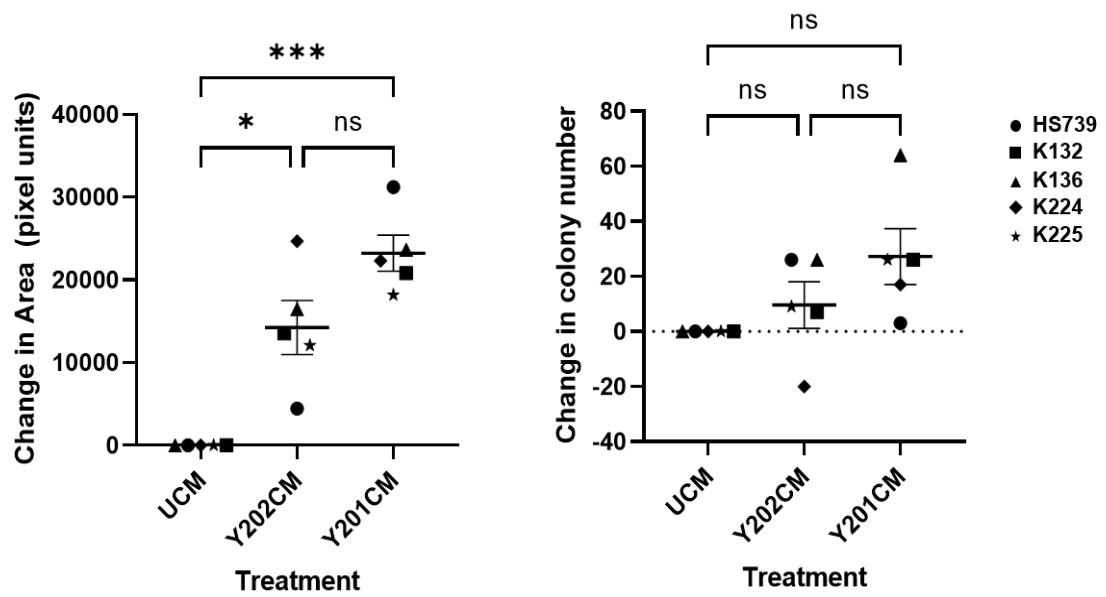 ***
* ns
Change in Area (pixel units)
40000
30000
20000
10000
0
UCM
Y202CM
Y201CM
Treatment
ns
ns ns
Change in colony number
80
60
40
20
0
-20
-40
UCM
Y202CM
Y201CM
Treatment
HS739
K132
K136
K224
K225